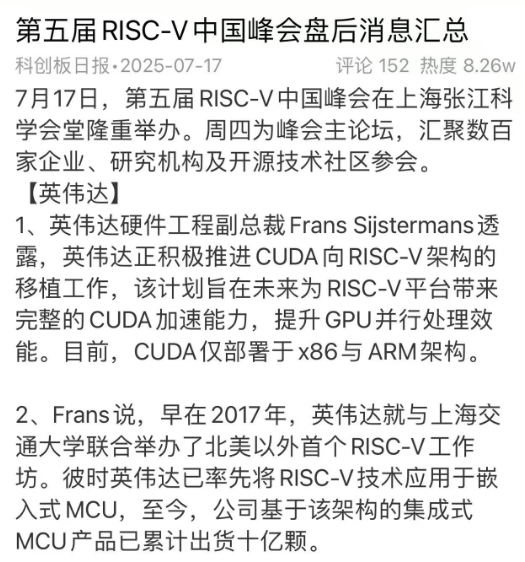 第五届RISC-V中国峰会盘后消息汇总
科创板日报·2025-07-17 评论 152 热度 8.26w
7月17日，第五届RISC-V中国峰会在上海张江科
学会堂隆重举办。周四为峰会主论坛，汇聚数百
家企业、研究机构及开源技术社区参会。
【英伟达】
1、英伟达硬件工程副总裁Frans Sijstermans透
露，英伟达正积极推进CUDA向RISC-V架构的
移植工作，该计划旨在未来为RISC-V平台带来
完整的CUDA加速能力，提升GPU并行处理效
能。目前，CUDA仅部署于x86与ARM架构。
2、Frans说，早在2017年，英伟达就与上海交
通大学联合举办了北美以外首个RISC-V工作
坊。彼时英伟达已率先将RISC-V技术应用于嵌
入式MCU，至今，公司基于该架构的集成式
MCU产品已累计出货十亿颗。